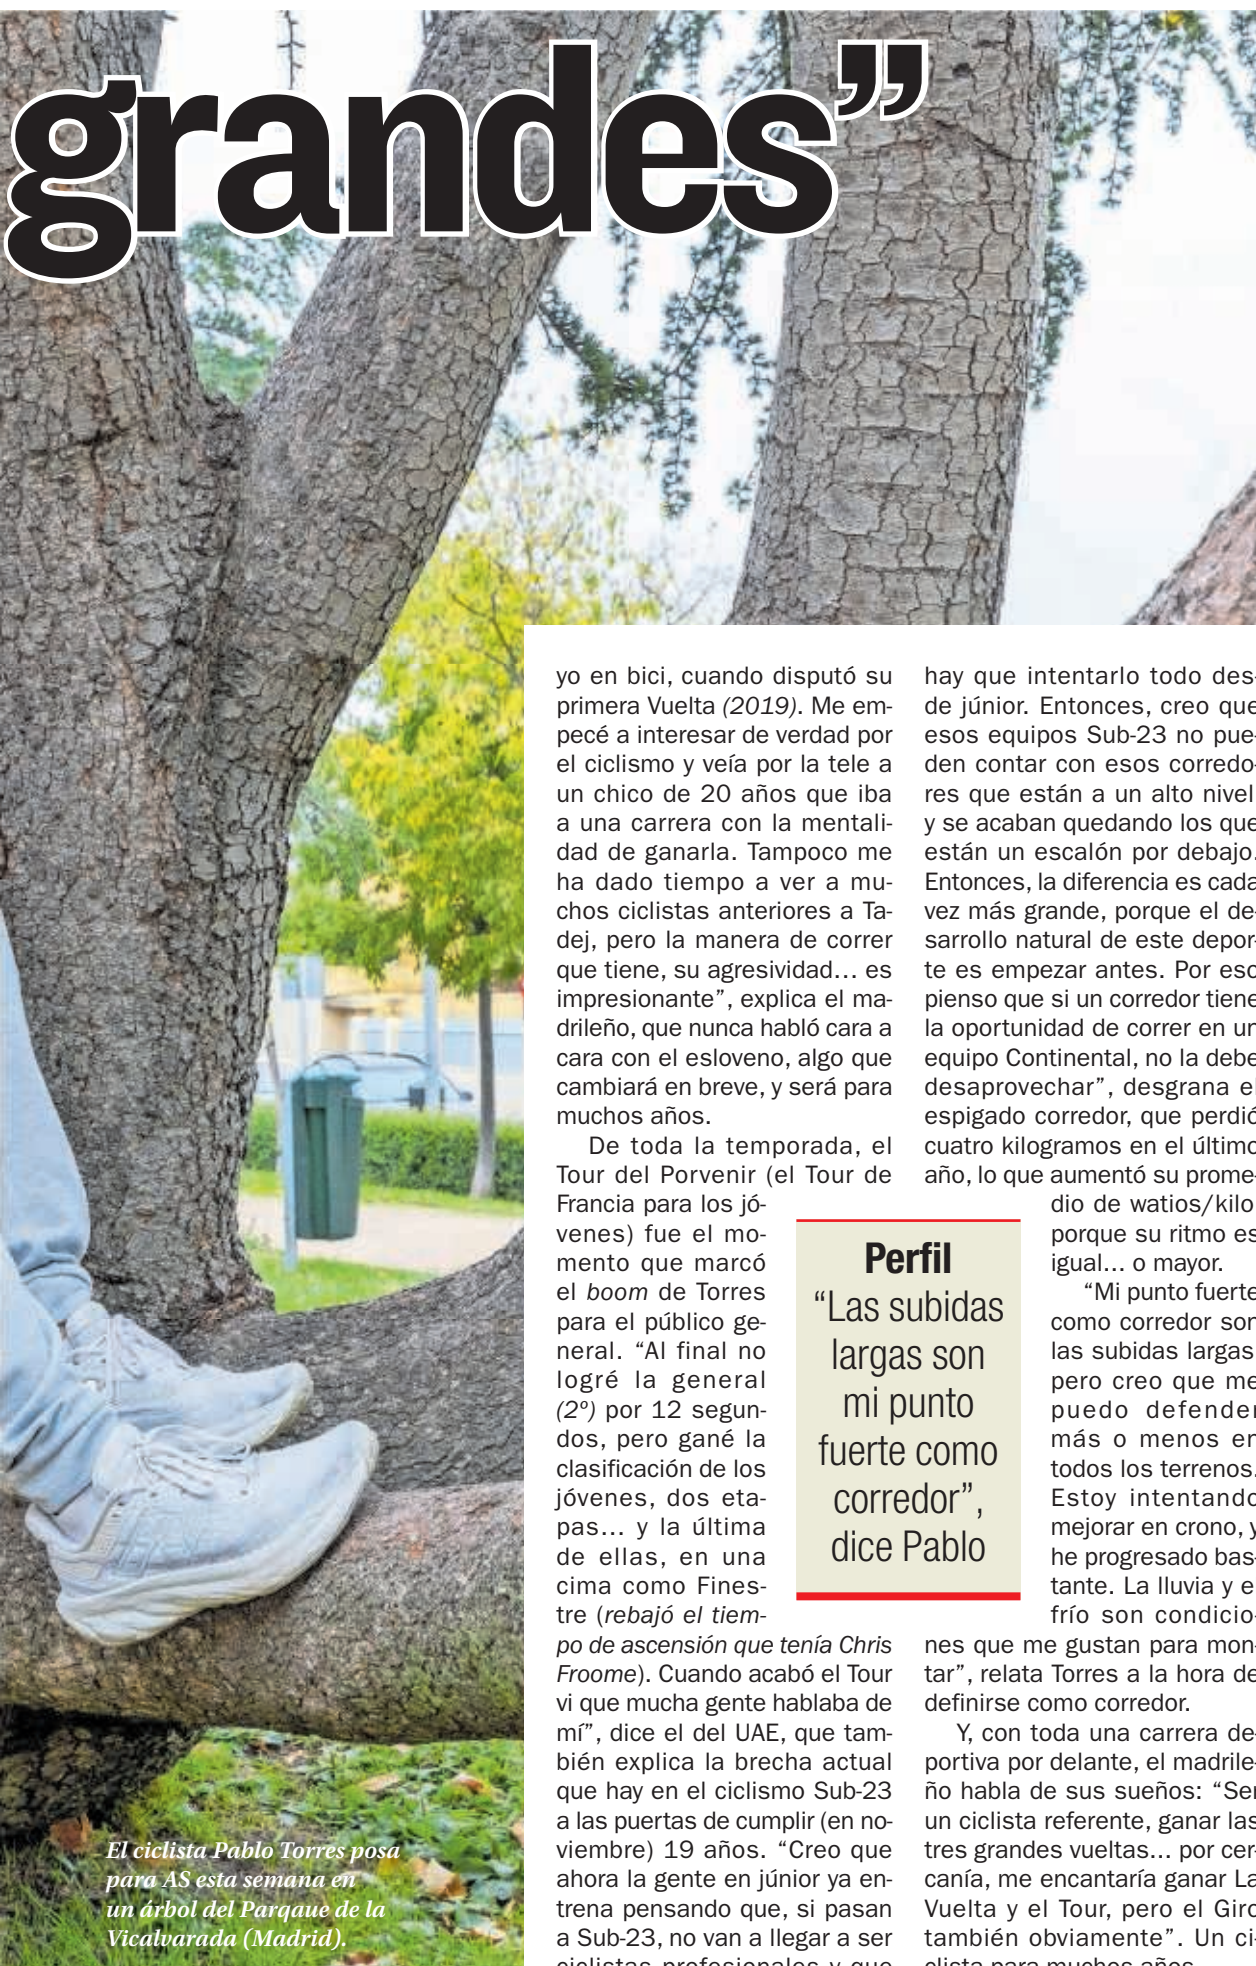 grandes”
yo en bici, cuando disputó su
primera Vuelta (2019). Me em-
pecé a interesar de verdad por
el ciclismo y veía por la tele a
un chico de 20 años que iba
a una carrera con la mentali-
dad de ganarla. Tampoco me
ha dado tiempo a ver a mu-
chos ciclistas anteriores a Ta-
dej, pero la manera de correr
que tiene, su agresividad... es
impresionante”, explica el ma-
drileño, que nunca habló cara a
cara con el esloveno, algo que
cambiará en breve, y será para
muchos años.
De toda la temporada, el
Tour del Porvenir (el Tour de
Francia para los jó-
venes) fue el mo-
mento que marcó
el boom de Torres
para el público ge-
neral. “Al final no
logré la general
(2º) por 12 segun-
dos, pero gané la
clasificación de los
jóvenes, dos eta-
pas... y la última
de ellas, en una
cima como Fines-
tre (rebajó el tiem-
po de ascensión que tenía Chris
Froome). Cuando acabó el Tour
vi que mucha gente hablaba de
mí”, dice el del UAE, que tam-
bién explica la brecha actual
que hay en el ciclismo Sub-23
a las puertas de cumplir (en no-
viembre) 19 años. “Creo que
ahora la gente en júnior ya en-
trena pensando que, si pasan
a Sub-23, no van a llegar a ser
ciclistas profesionales y que
hay que intentarlo todo des-
de júnior. Entonces, creo que
esos equipos Sub-23 no pue-
den contar con esos corredo-
res que están a un alto nivel
y se acaban quedando los que
están un escalón por debajo.
Entonces, la diferencia es cada
vez más grande, porque el de-
sarrollo natural de este depor-
te es empezar antes. Por eso
pienso que si un corredor tiene
la oportunidad de correr en un
equipo Continental, no la debe
desaprovechar”, desgrana el
espigado corredor, que perdió
cuatro kilogramos en el último
año, lo que aumentó su prome-
dio de watios/kilo
porque su ritmo es
igual... o mayor.
“Mi punto fuerte
como corredor son
las subidas largas
pero creo que me
puedo defender
más o menos en
todos los terrenos.
Estoy intentando
mejorar en crono, y
he progresado bas-
tante. La lluvia y el
frío son condicio-
nes que me gustan para mon-
tar”, relata Torres a la hora de
definirse como corredor.
Y, con toda una carrera de-
portiva por delante, el madrile-
ño habla de sus sueños: “Ser
un ciclista referente, ganar las
tres grandes vueltas... por cer-
canía, me encantaría ganar La
Vuelta y el Tour, pero el Giro
también obviamente”. Un ci-
clista para muchos años.
Perfil
“Las subidas
largas son
mi punto
fuerte como
corredor”,
dice Pablo
El ciclista Pablo Torres posa
para AS esta semana en
un árbol del Parqaue de la
Vicalvarada (Madrid).